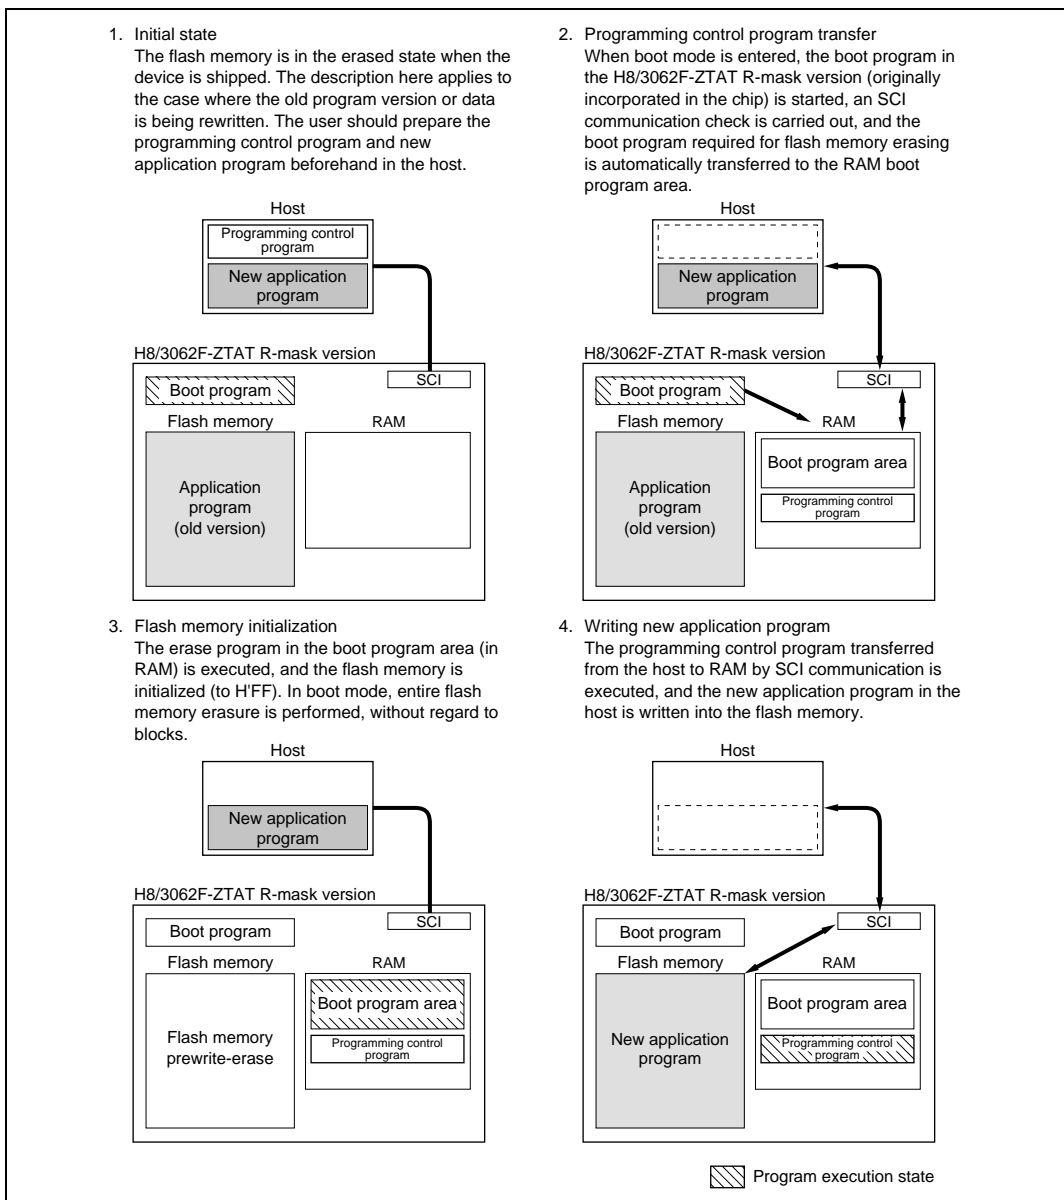 1. Initial state
The flash memory is in the erased state when the
device is shipped. The description here applies to
the case where the old program version or data
is being rewritten. The user should prepare the
programming control program and new
application program beforehand in the host.
Host
Programming control
program
New application
program
H8/3062F-ZTAT R-mask version
SCI
Boot program
Flash memory
RAM
Application
program
(old version)
2. Programming control program transfer
When boot mode is entered, the boot program in
the H8/3062F-ZTAT R-mask version (originally
incorporated in the chip) is started, an SCI
communication check is carried out, and the
boot program required for flash memory erasing
is automatically transferred to the RAM boot
program area.
Host
New application
program
H8/3062F-ZTAT R-mask version
SCI
Boot program
Flash memory
RAM
Boot program area
Application
program
(old version)
Programming control
program
3. Flash memory initialization
The erase program in the boot program area (in
RAM) is executed, and the flash memory is
initialized (to H'FF). In boot mode, entire flash
memory erasure is performed, without regard to
blocks.
Host
New application
program
H8/3062F-ZTAT R-mask version
SCI
Boot program
Flash memory
RAM
Boot program area
Flash memory
prewrite-erase
Programming control
program
4. Writing new application program
The programming control program transferred
from the host to RAM by SCI communication is
executed, and the new application program in the
host is written into the flash memory.
Host
H8/3062F-ZTAT R-mask version
SCI
Boot program
Flash memory
RAM
Boot program area
New application
program
Programming control
program
Program execution state